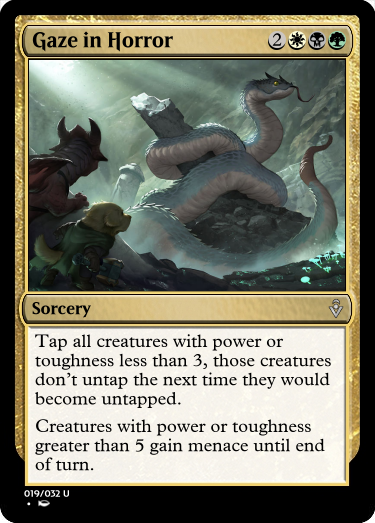 Gaze in Horror 2
Sorcery
Tap all creatures with power or
toughness less than 3, those creatures
don't untap the next time they would
become untapped.
Creatures with power or toughness
greater than 5 gain menace until end
of turn.
019/032 U